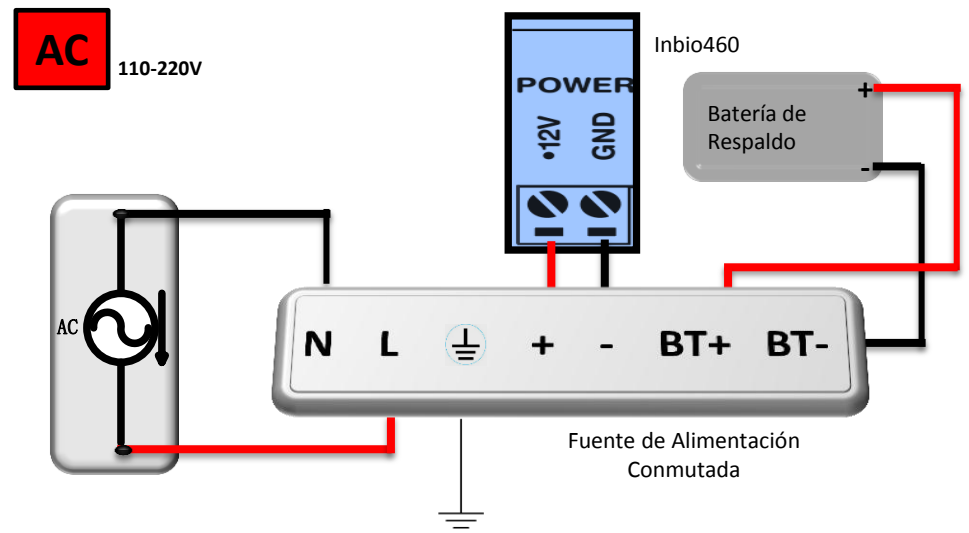 AC
110-220V
Inbio460
POWER
•12V
GND
+
Batería de
Respaldo
-
AC
N L + - BT+ BT-
Fuente de Alimentación
Conmutada